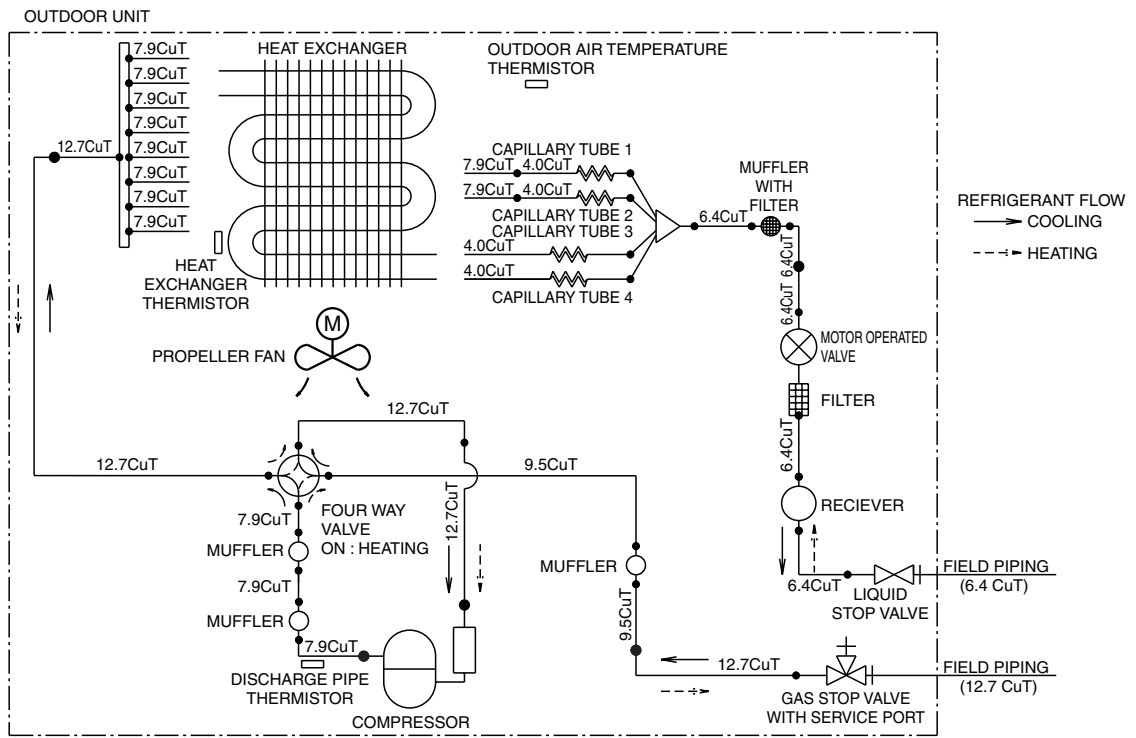 OUTDOOR UNIT
7.9CuT
7.9CuT
7.9CuT
7.9CuT
7.9CuT
7.9CuT
7.9CuT
7.9CuT
12.7CuT
HEAT EXCHANGER
HEAT
EXCHANGER
THERMISTOR
OUTDOOR AIR TEMPERATURE
THERMISTOR
CAPILLARY TUBE 1
7.9CuT 4.0CuT
7.9CuT 4.0CuT
CAPILLARY TUBE 2
CAPILLARY TUBE 3
4.0CuT
4.0CuT
CAPILLARY TUBE 4
6.4CuT
MUFFLER
WITH
FILTER
6.4CuT
6.4CuT
MOTOR OPERATED
VALVE
FILTER
6.4CuT
RECIEVER
6.4CuT
LIQUID
STOP VALVE
FIELD PIPING
(6.4 CuT)
REFRIGERANT FLOW
COOLING
HEATING
M
PROPELLER FAN
12.7CuT
12.7CuT
9.5CuT
12.7CuT
FOUR WAY
VALVE
ON : HEATING
7.9CuT
MUFFLER
7.9CuT
MUFFLER
7.9CuT
DISCHARGE PIPE
THERMISTOR
COMPRESSOR
MUFFLER
9.5CuT
12.7CuT
GAS STOP VALVE
WITH SERVICE PORT
FIELD PIPING
(12.7 CuT)